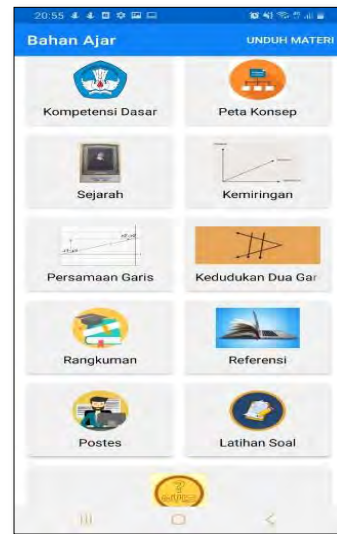 20:55
Bahan Ajar UNDUH MATERI
Kompetensi Dasar Peta Konsep
Sejarah Kemiringan
Persamaan Garis Kedudukan Dua Gar
Rangkuman Referensi
Postes Latihan Soal
?